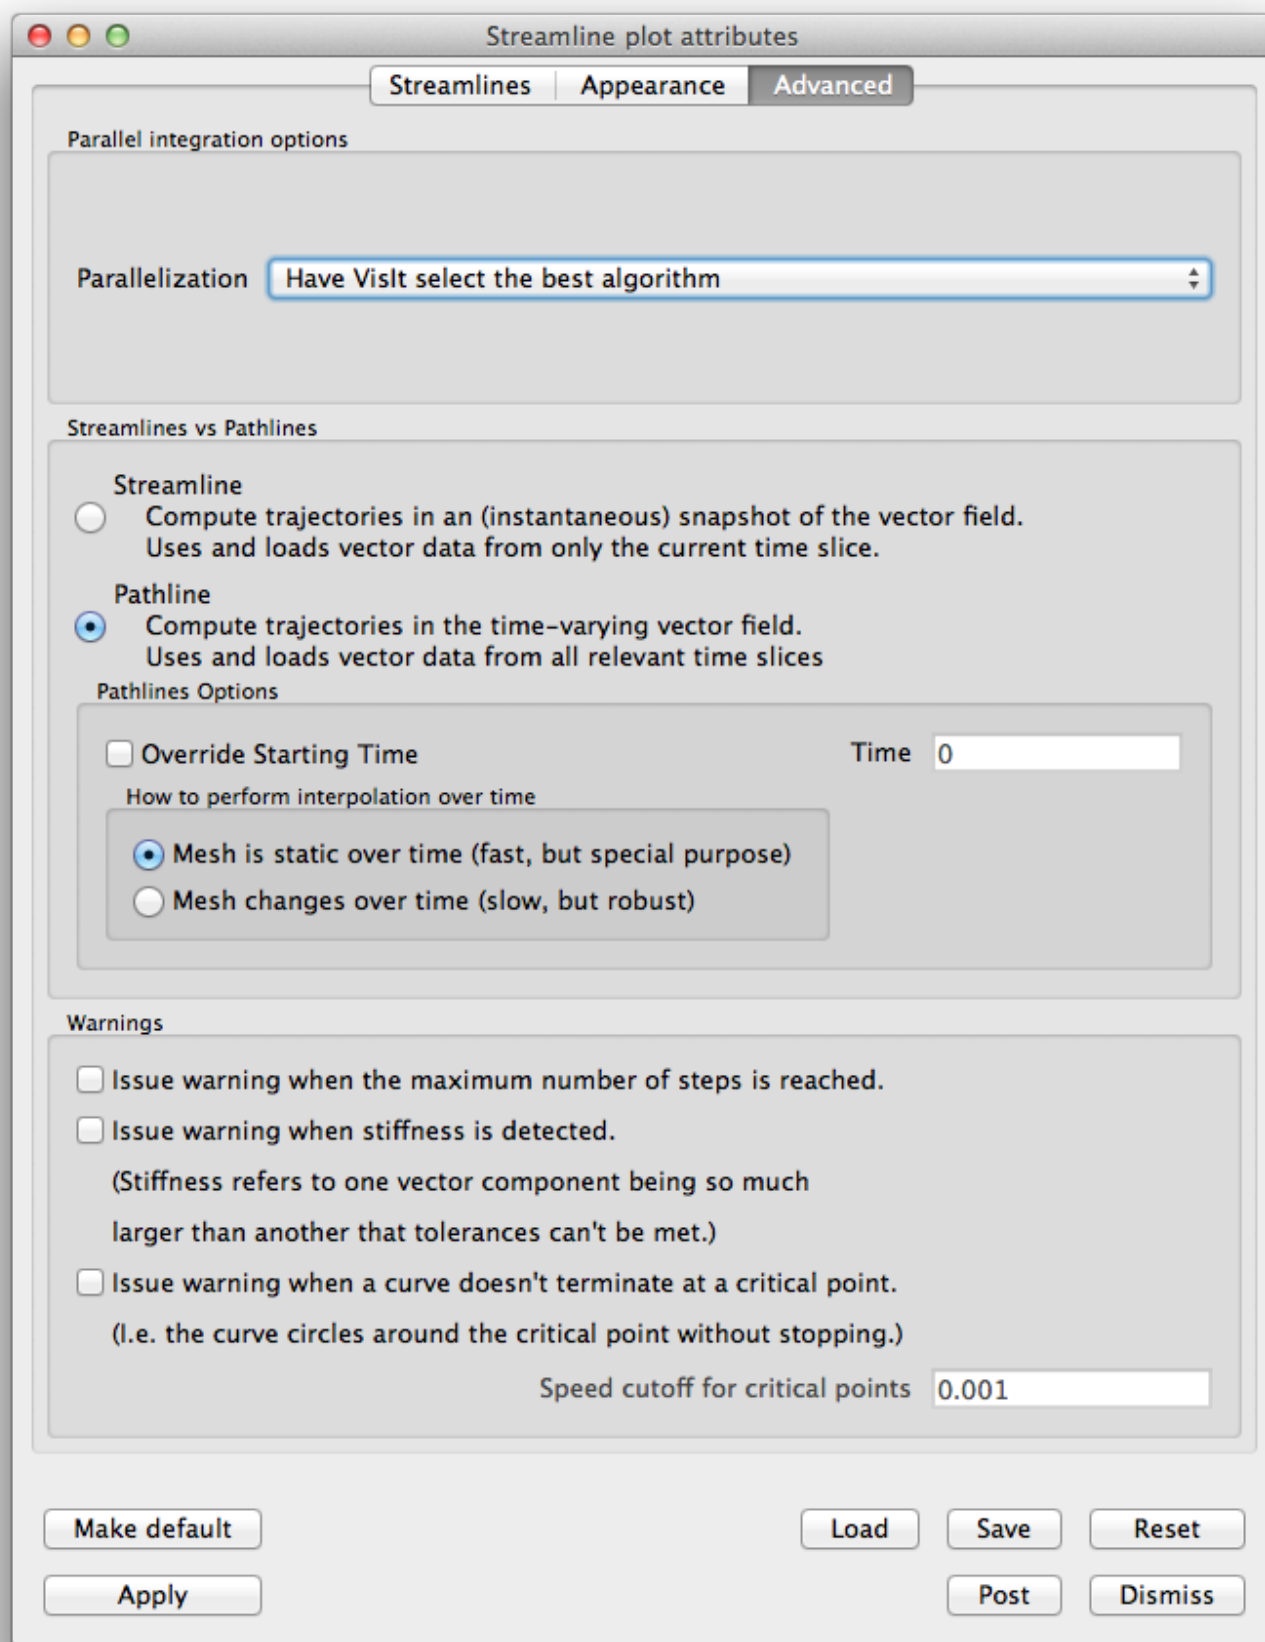 Streamline plot attributes
Streamlines Appearance Advanced
Parallel integration options
Parallelization Have VisIt select the best algorithm
Streamlines vs Pathlines
Streamline
Compute trajectories in an (instantaneous) snapshot of the vector field.
Uses and loads vector data from only the current time slice.
Pathline
Compute trajectories in the time-varying vector field.
Uses and loads vector data from all relevant time slices
Pathlines Options
Override Starting Time Time 0
How to perform interpolation over time
Mesh is static over time (fast, but special purpose)
Mesh changes over time (slow, but robust)
Warnings
Issue warning when the maximum number of steps is reached.
Issue warning when stiffness is detected.
(Stiffness refers to one vector component being so much
larger than another that tolerances can't be met.)
Issue warning when a curve doesn't terminate at a critical point.
(I.e. the curve circles around the critical point without stopping.)
Speed cutoff for critical points 0.001
Make default Load Save Reset
Apply Post Dismiss